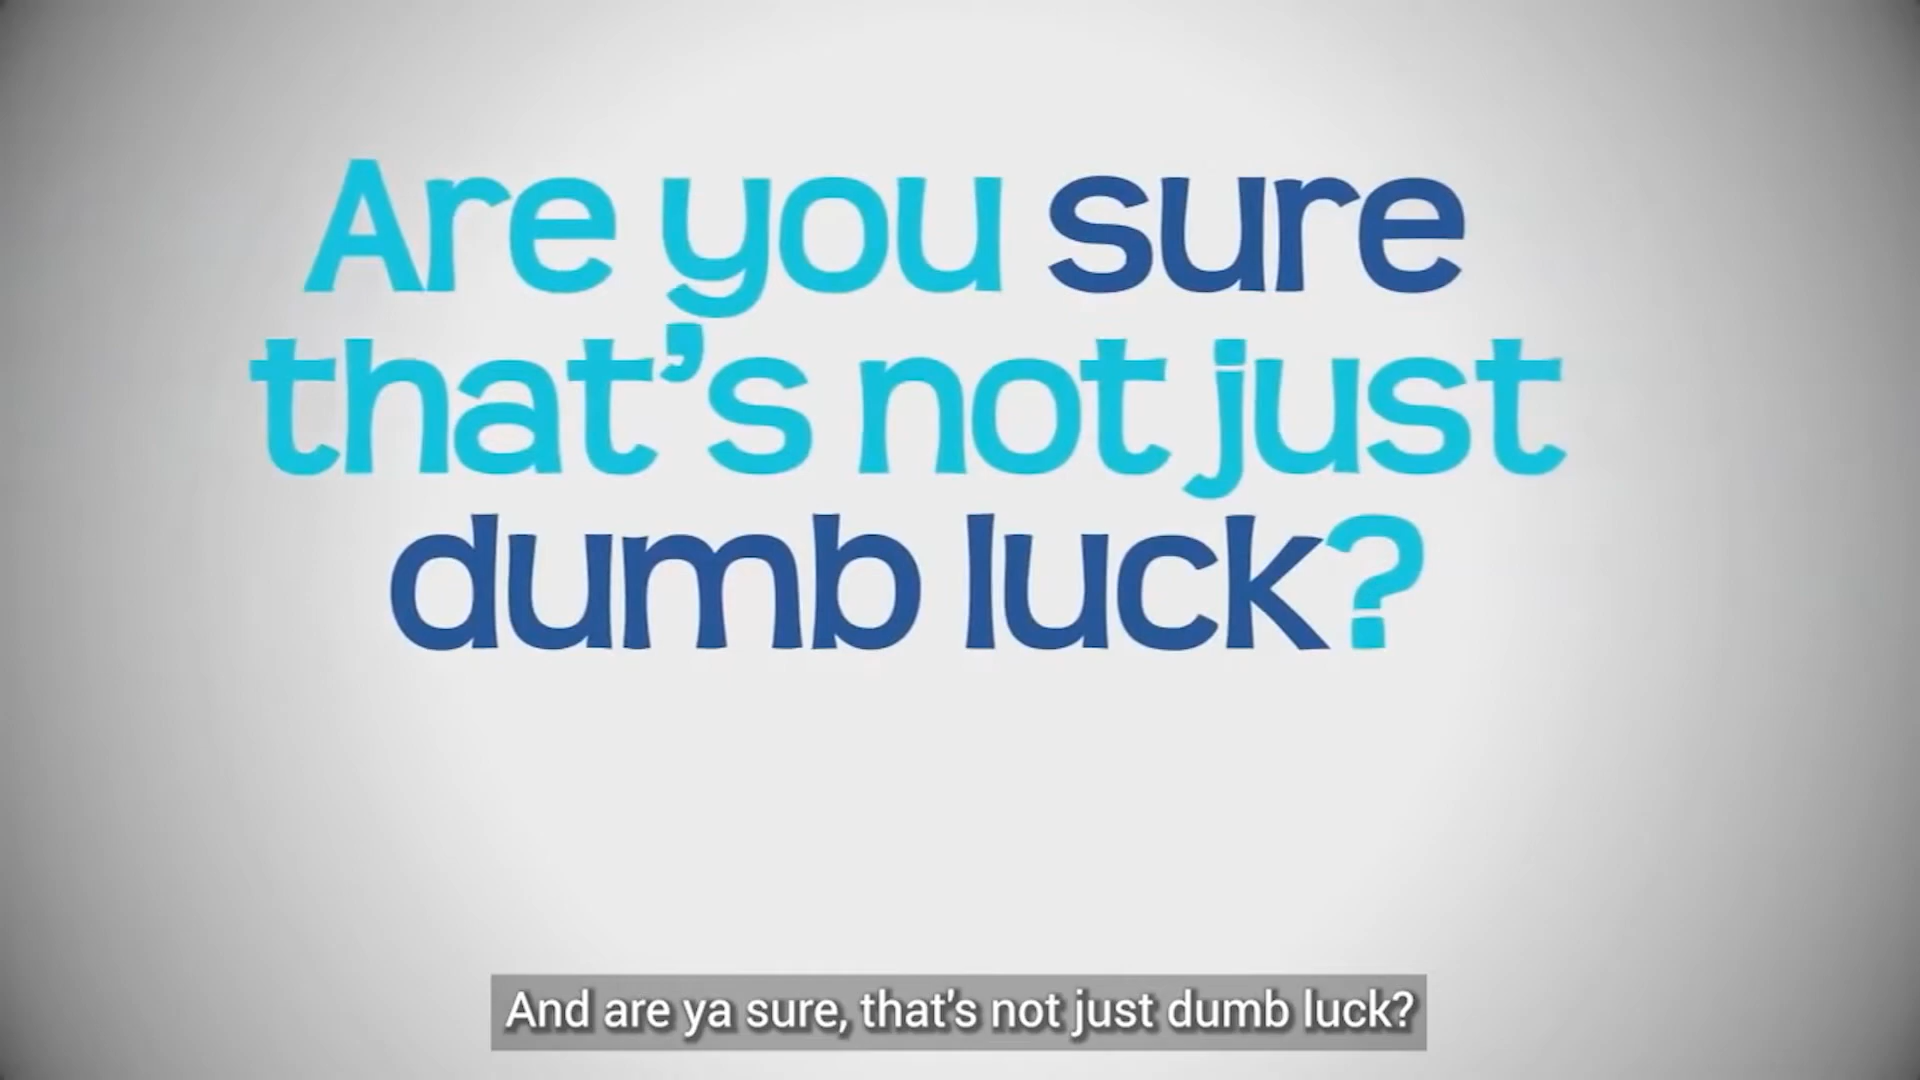 Are you sure
that's not just
dumb luck?
And are ya sure, that's not just dumb luck?